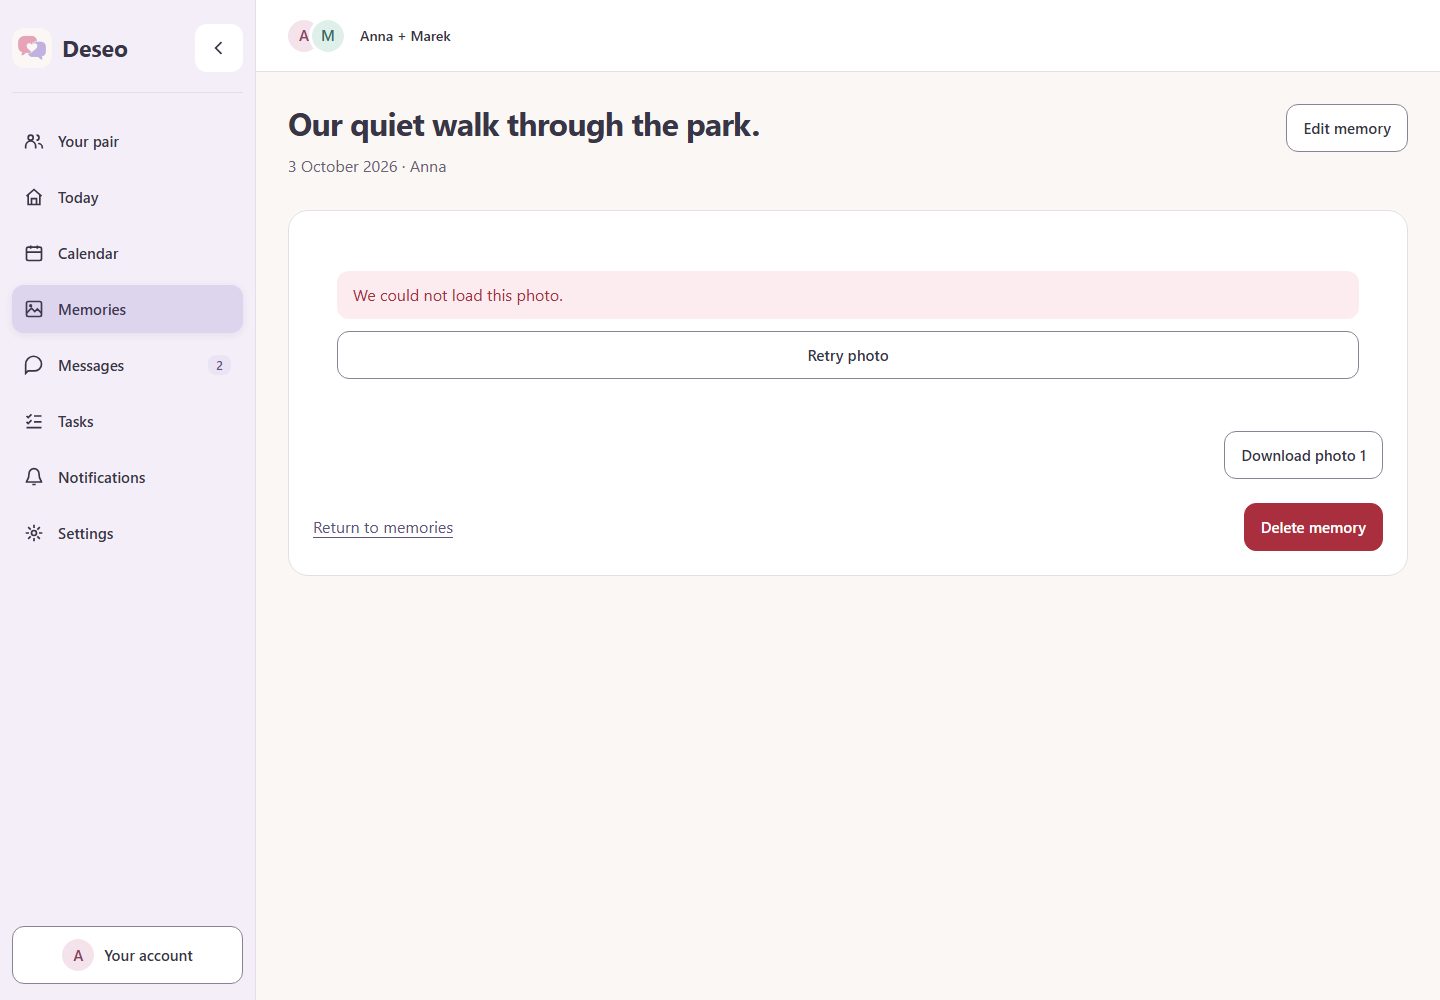 Deseo
Your pair
Today
Calendar
Memories
Messages 2
Tasks
Notifications
Settings
A Your account
A M Anna + Marek
Our quiet walk through the park.
3 October 2026 · Anna
Edit memory
We could not load this photo.
Retry photo
Download photo 1
Return to memories
Delete memory